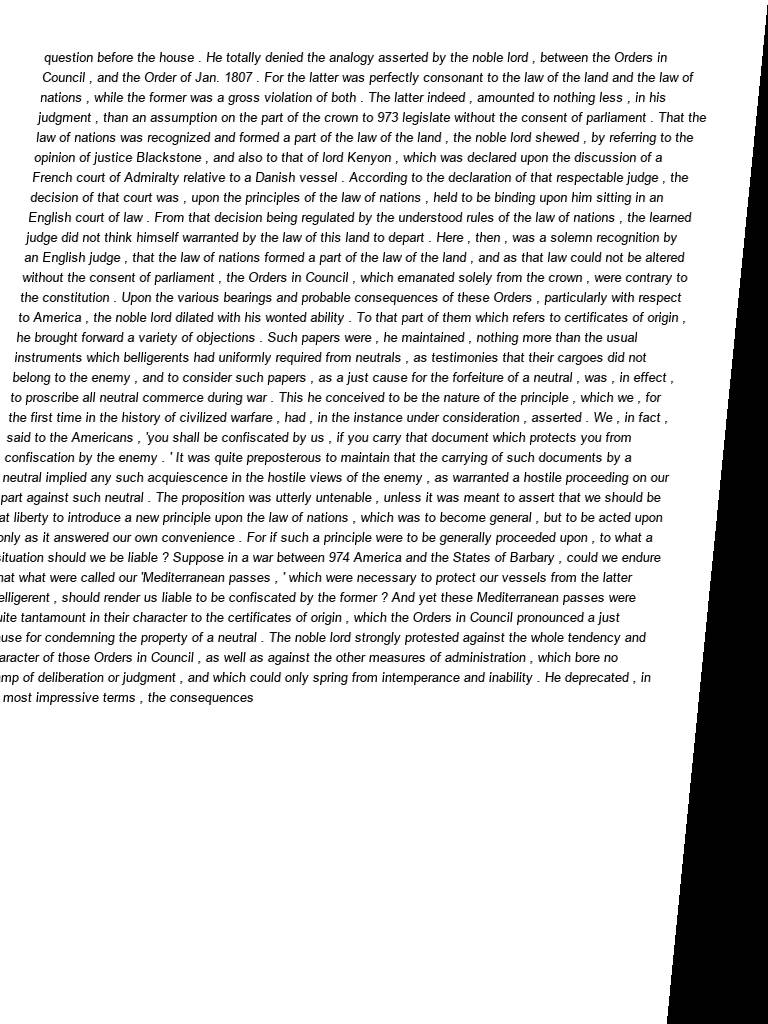 question before the house . He totally denied the analogy asserted by the noble lord , between the Orders in
Council , and the Order of Jan. 1807 . For the latter was perfectly consonant to the law of the land and the law of
nations , while the former was a gross violation of both . The latter indeed , amounted to nothing less , in his
judgment , than an assumption on the part of the crown to 973 legislate without the consent of parliament . That the
law of nations was recognized and formed a part of the law of the land , the noble lord shewed , by referring to the
opinion of justice Blackstone , and also to that of lord Kenyon , which was declared upon the discussion of a
French court of Admiralty relative to a Danish vessel . According to the declaration of that respectable judge , the
decision of that court was , upon the principles of the law of nations , held to be binding upon him sitting in an
English court of law . From that decision being regulated by the understood rules of the law of nations , the learned
judge did not think himself warranted by the law of this land to depart . Here , then , was a solemn recognition by
an English judge , that the law of nations formed a part of the law of the land , and as that law could not be altered
without the consent of parliament , the Orders in Council , which emanated solely from the crown , were contrary to
the constitution . Upon the various bearings and probable consequences of these Orders , particularly with respect
to America , the noble lord dilated with his wonted ability . To that part of them which refers to certificates of origin ,
he brought forward a variety of objections . Such papers were , he maintained , nothing more than the usual
instruments which belligerents had uniformly required from neutrals , as testimonies that their cargoes did not
belong to the enemy , and to consider such papers , as a just cause for the forfeiture of a neutral , was , in effect ,
to proscribe all neutral commerce during war . This he conceived to be the nature of the principle , which we , for
the first time in the history of civilized warfare , had , in the instance under consideration , asserted . We , in fact ,
said to the Americans , 'you shall be confiscated by us , if you carry that document which protects you from
confiscation by the enemy . ' It was quite preposterous to maintain that the carrying of such documents by a
neutral implied any such acquiescence in the hostile views of the enemy , as warranted a hostile proceeding on our
part against such neutral . The proposition was utterly untenable , unless it was meant to assert that we should be
at liberty to introduce a new principle upon the law of nations , which was to become general , but to be acted upon
only as it answered our own convenience . For if such a principle were to be generally proceeded upon , to what a
situation should we be liable ? Suppose in a war between 974 America and the States of Barbary , could we endure
hat what were called our 'Mediterranean passes , ' which were necessary to protect our vessels from the latter
elligerent , should render us liable to be confiscated by the former ? And yet these Mediterranean passes were
uite tantamount in their character to the certificates of origin , which the Orders in Council pronounced a just
use for condemning the property of a neutral . The noble lord strongly protested against the whole tendency and
aracter of those Orders in Council , as well as against the other measures of administration , which bore no
mp of deliberation or judgment , and which could only spring from intemperance and inability . He deprecated , in
most impressive terms , the consequences